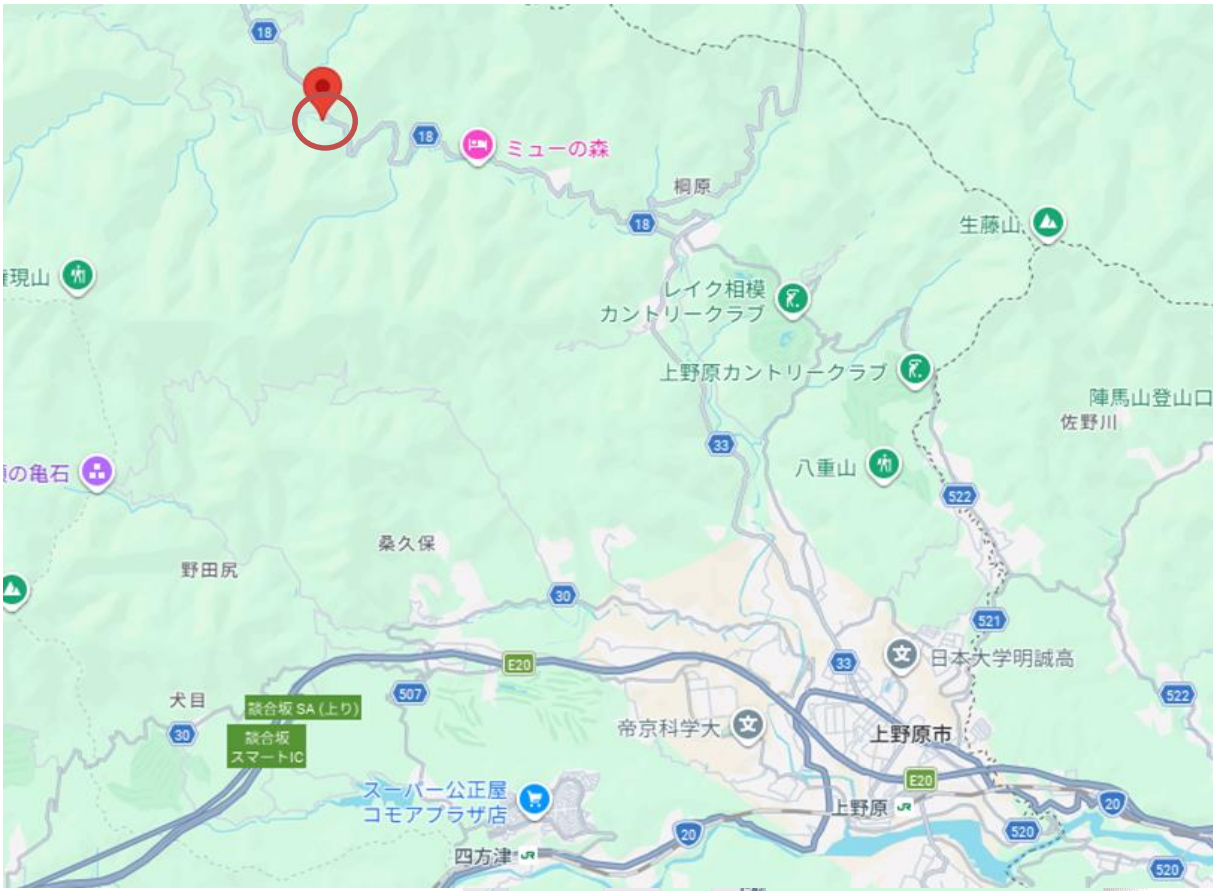 18
18
ミューの森
桐原
18
生藤山
現山
レイク相模
カントリークラブ
上野原カントリークラブ
陣馬山登山口
佐野川
33
八重山
の亀石
522
桑久保
野田尻
30
521
E20
33
日本大学明誠高
507
522
犬目
談合坂 SA (上り)
30
談合坂
スマートIC
帝京科学大
上野原市
E20
スーパー公正屋
コモアプラザ店
上野原 JR
20
20
520
四方津 JR
520